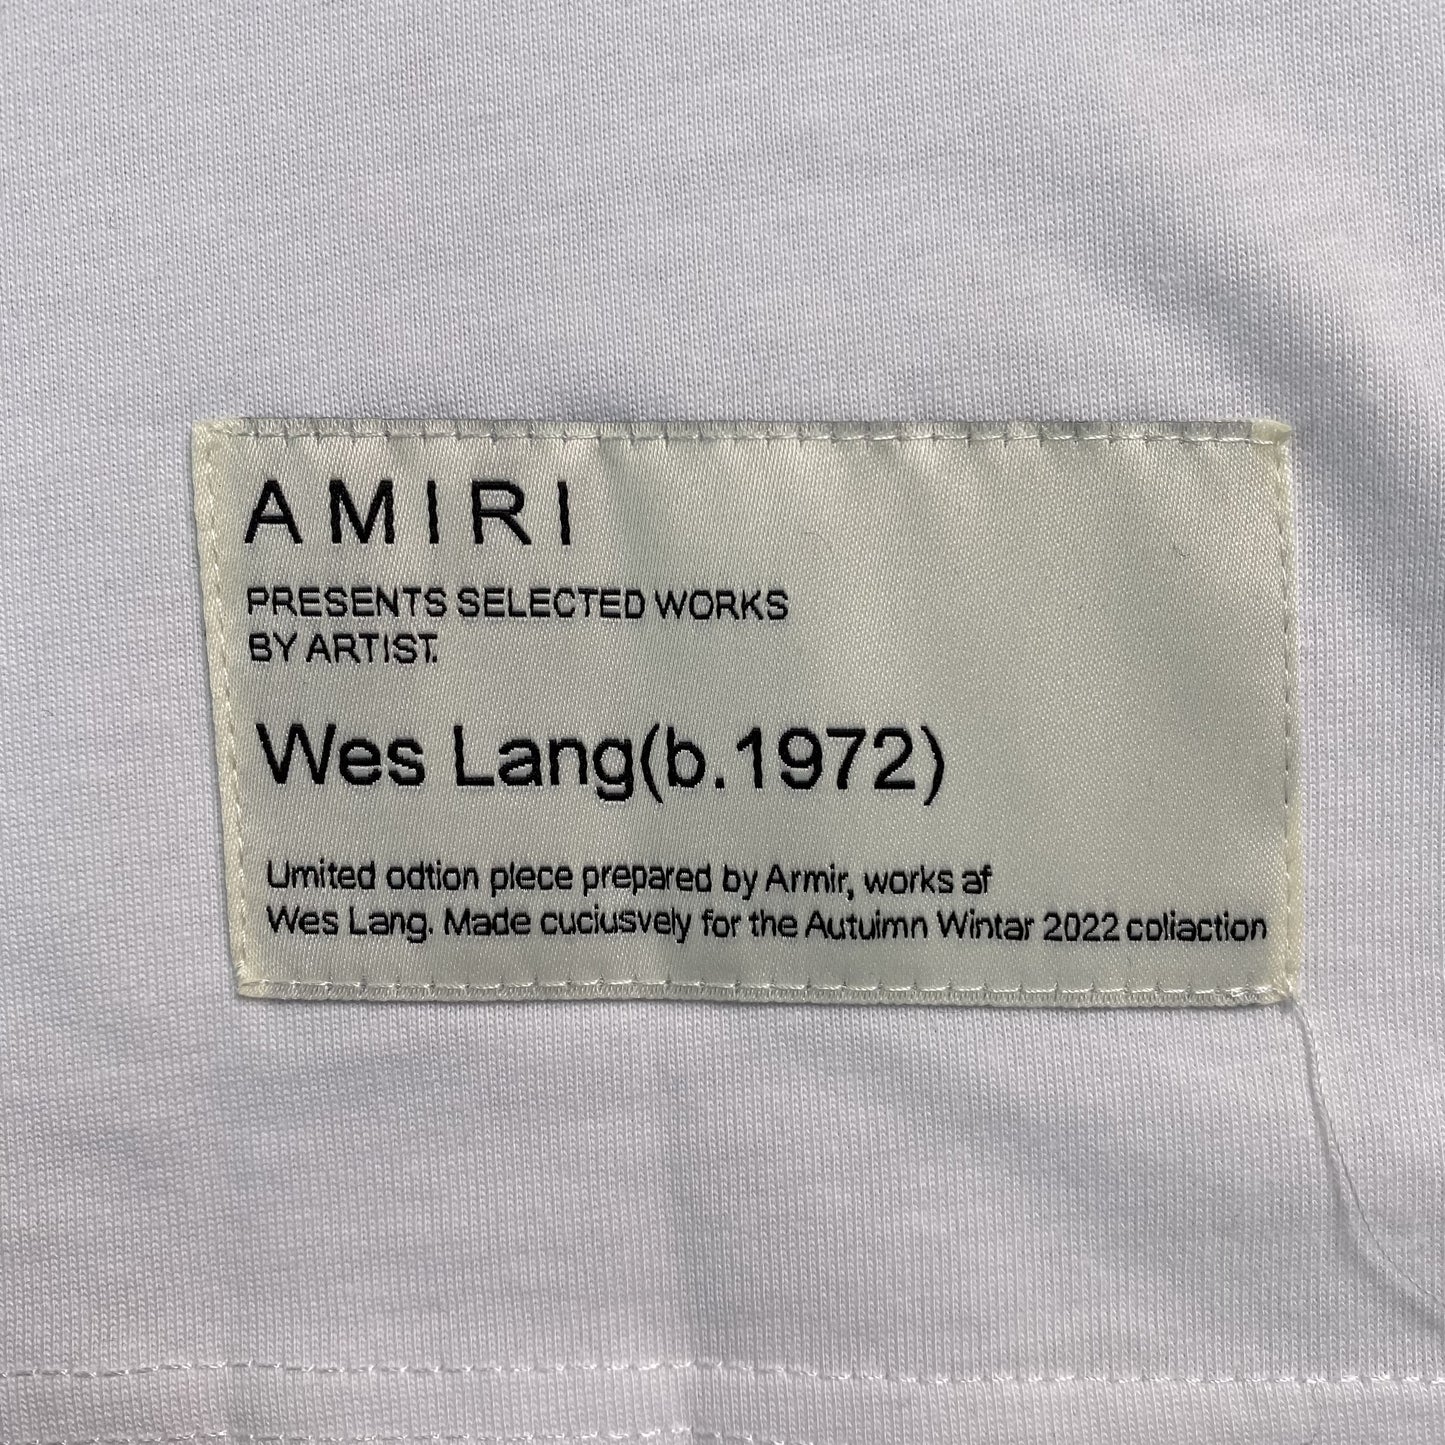 AMIRI
PRESENTS SELECTED WORKS
BY ARTIST.
Wes Lang(b.1972)
Umited odtion plece prepared by Armir, works af
Wes Lang. Made cuciusvely for the Autuimn Wintar 2022 coliaction